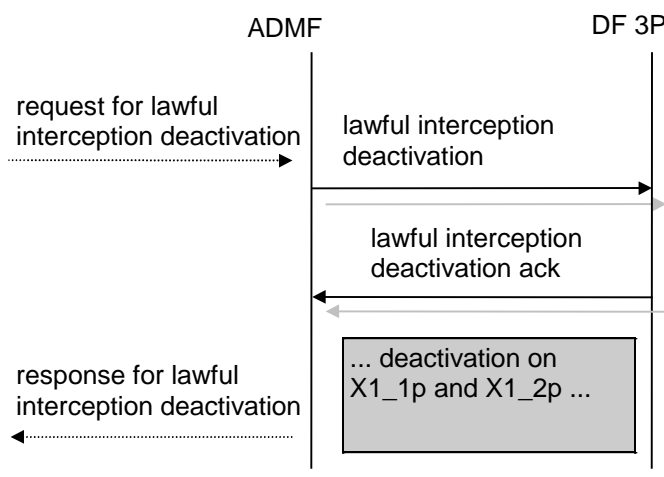 ADMF
DF 3P
request for lawful
interception deactivation
lawful interception
deactivation
lawful interception
deactivation ack
... deactivation on
X1_1p and X1_2p ...
response for lawful
interception deactivation